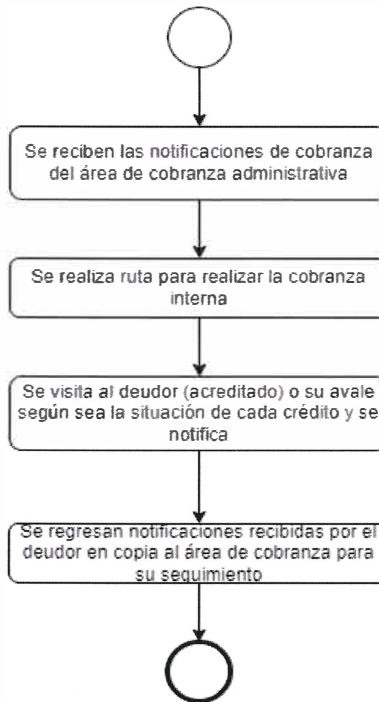 Se reciben las notificaciones de cobranza
del área de cobranza administrativa
Se realiza ruta para realizar la cobranza
interna
Se visita al deudor (acreditado) o su avale
según sea la situación de cada crédito y se
notifica
Se regresan notificaciones recibidas por el
deudor en copia al área de cobranza para
su seguimiento